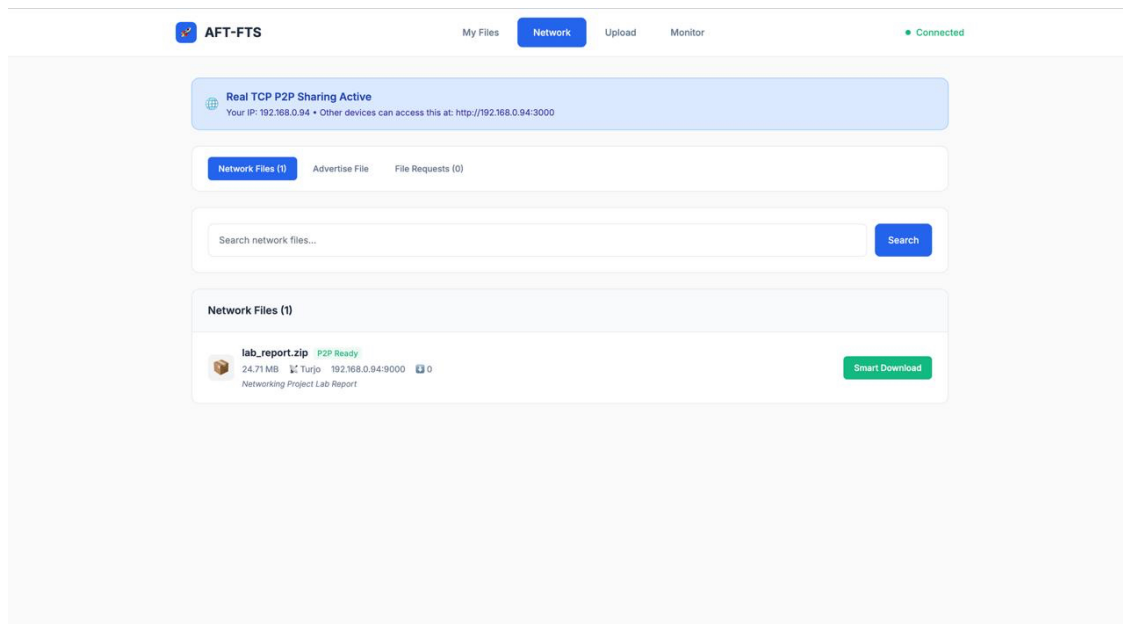 AFT-FTS
My Files Network Upload Monitor
Connected
Real TCP P2P Sharing Active
Your IP: 192.168.0.94 • Other devices can access this at: http://192.168.0.94:3000
Network Files (1) Advertise File File Requests (0)
Search network files...
Search
Network Files (1)
lab_report.zip P2P Ready
24.71 MB Turjo 192.168.0.94:9000 0
Networking Project Lab Report
Smart Download